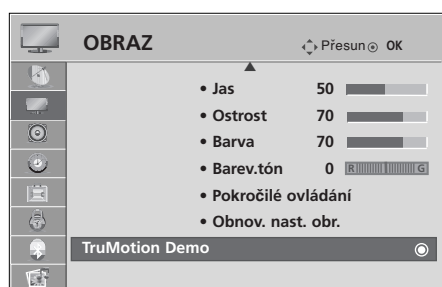 OBRAZ Přesun OK
• Jas 50
• Ostrost 70
• Barva 70
• Barev.tón 0 R G
• Pokročilé ovládání
• Obnov. nast. obr.
TruMotion Demo